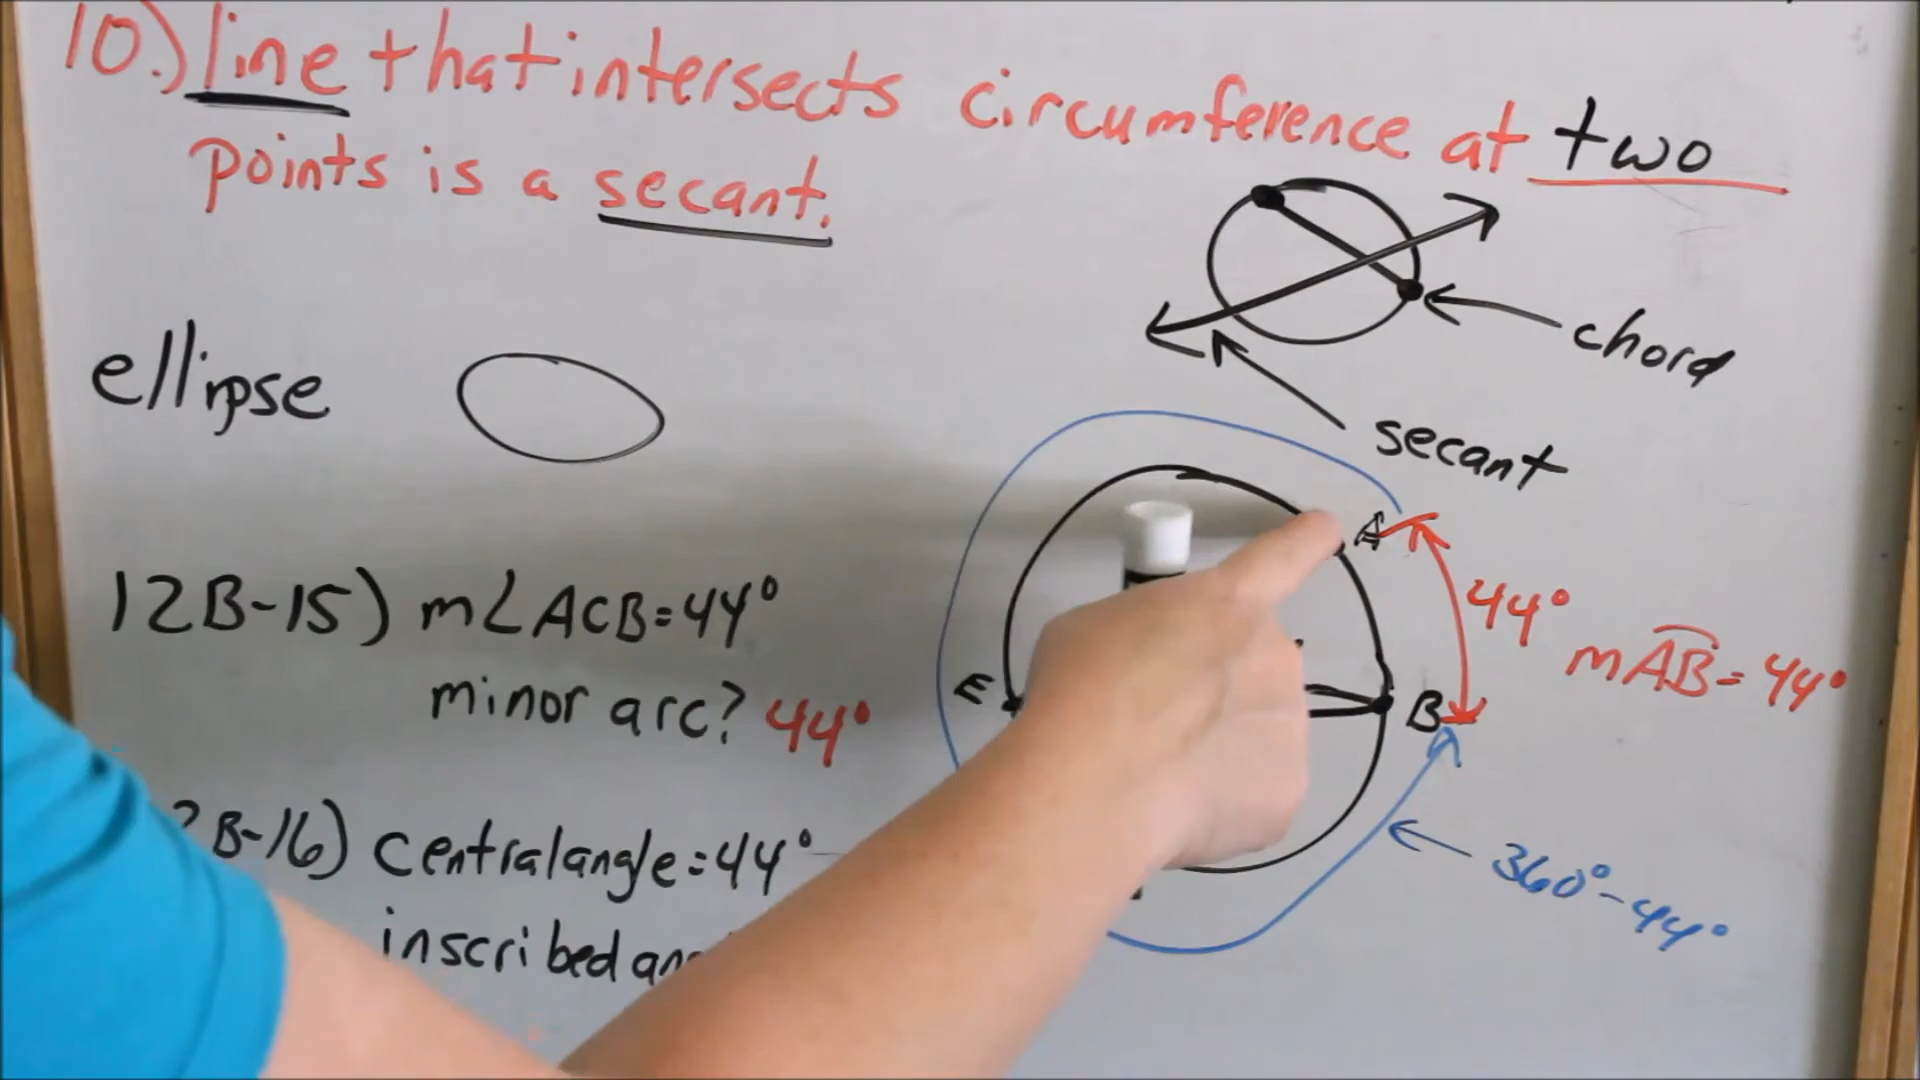 10.) line that intersects circumference at two
points is a secant.
chord
secant
ellipse
A
44°
mAB = 44°
E
B
12B-15) m∠ACB=44°
minor arc? 44°
B-16) central angle=44°
inscribed
360°-44°